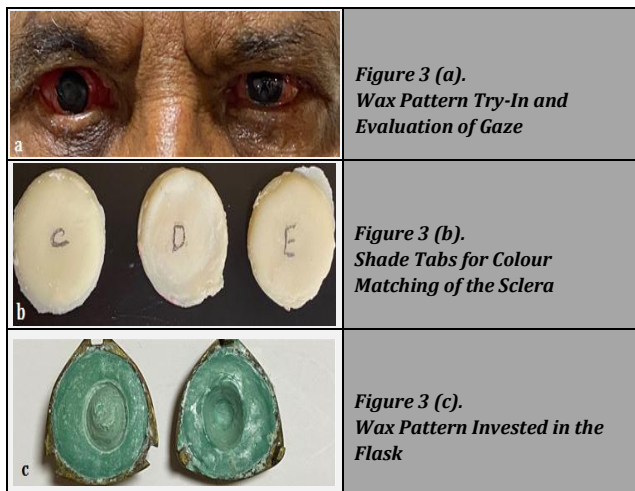 a
Figure 3 (a).
Wax Pattern Try-In and
Evaluation of Gaze
C D E
b
Figure 3 (b).
Shade Tabs for Colour
Matching of the Sclera
c
Figure 3 (c).
Wax Pattern Invested in the
Flask